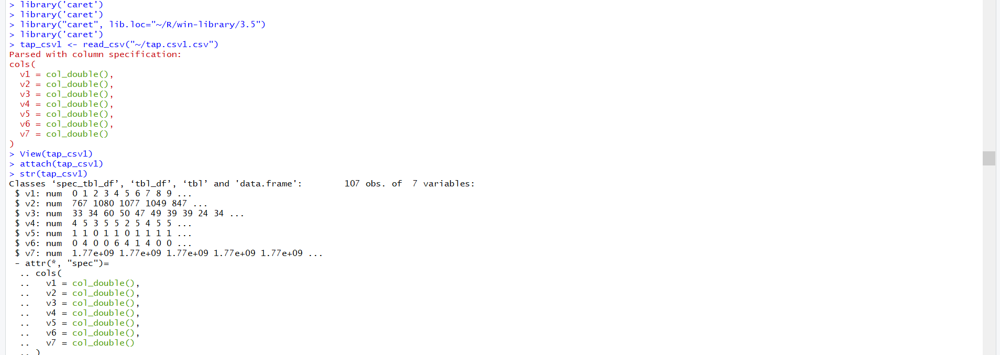 > library('caret')
> library('caret')
> library("caret", lib.loc="~/R/win-library/3.5")
> library('caret')
> tap_csv1 <- read_csv("~/tap.csv1.csv")
Parsed with column specification:
cols(
  v1 = col_double(),
  v2 = col_double(),
  v3 = col_double(),
  v4 = col_double(),
  v5 = col_double(),
  v6 = col_double(),
  v7 = col_double()
)
> View(tap_csv1)
> attach(tap_csv1)
> str(tap_csv1)
Classes ‘spec_tbl_df’, ‘tbl_df’, ‘tbl’ and 'data.frame':	107 obs. of  7 variables:
 $ v1: num  0 1 2 3 4 5 6 7 8 9 ...
 $ v2: num  767 1080 1077 1049 847 ...
 $ v3: num  33 34 60 50 47 49 39 39 24 34 ...
 $ v4: num  4 5 3 5 5 2 5 4 5 5 ...
 $ v5: num  1 1 0 1 1 0 1 1 1 1 ...
 $ v6: num  0 4 0 0 6 4 1 4 0 0 ...
 $ v7: num  1.77e+09 1.77e+09 1.77e+09 1.77e+09 1.77e+09 ...
 - attr(*, "spec")=
  .. cols(
  ..   v1 = col_double(),
  ..   v2 = col_double(),
  ..   v3 = col_double(),
  ..   v4 = col_double(),
  ..   v5 = col_double(),
  ..   v6 = col_double(),
  ..   v7 = col_double()
  .. )